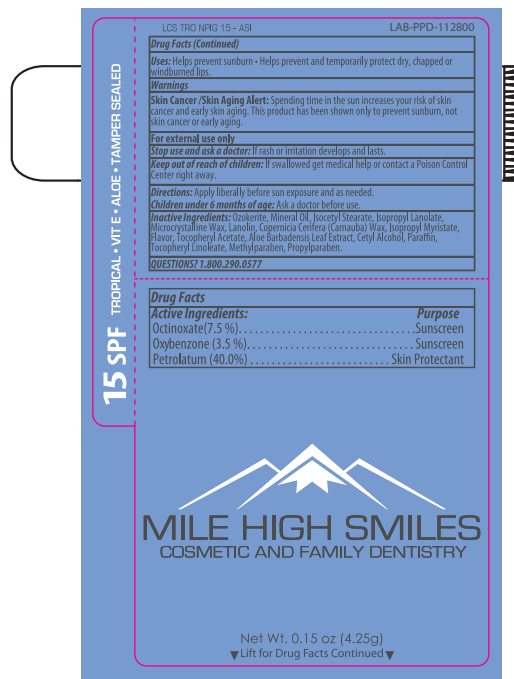 LCS TRO NPIG 15 - ASI
LAB-PPD-112800
Drug Facts (Continued)
Uses: Helps prevent sunburn • Helps prevent and temporarily protect dry, chapped or
windburned lips.
Warnings
Skin Cancer /Skin Aging Alert: Spending time in the sun increases your risk of skin
cancer and early skin aging. This product has been shown only to prevent sunburn, not
skin cancer or early aging.
For external use only
Stop use and ask a doctor: If rash or irritation develops and lasts.
Keep out of reach of children: If swallowed get medical help or contact a Poison Control
Center right away.
Directions: Apply liberally before sun exposure and as needed.
Children under 6 months of age: Ask a doctor before use.
Inactive Ingredients: Ozokerite, Mineral Oil, Isocetyl Stearate, Isopropyl Lanolate,
Microcrystalline Wax, Lanolin, Copernicia Cerifera (Carnauba) Wax, Isopropyl Myristate,
Flavor, Tocopheryl Acetate, Aloe Barbadensis Leaf Extract, Cetyl Alcohol, Paraffin,
Tocopheryl Linoleate, Methylparaben, Propylparaben.
QUESTIONS? 1.800.290.0577
15 SPF TROPICAL • VIT E • ALOE • TAMPER SEALED
Drug Facts
Active Ingredients: Purpose
Octinoxate(7.5 %). . . . . . . . . . . . . . . . . . . . . . . . . . . . . . . Sunscreen
Oxybenzone (3.5 %). . . . . . . . . . . . . . . . . . . . . . . . . . . . . Sunscreen
Petrolatum (40.0%) . . . . . . . . . . . . . . . . . . . . . . . . . Skin Protectant
MILE HIGH SMILES
COSMETIC AND FAMILY DENTISTRY
Net Wt. 0.15 oz (4.25g)
▼Lift for Drug Facts Continued▼